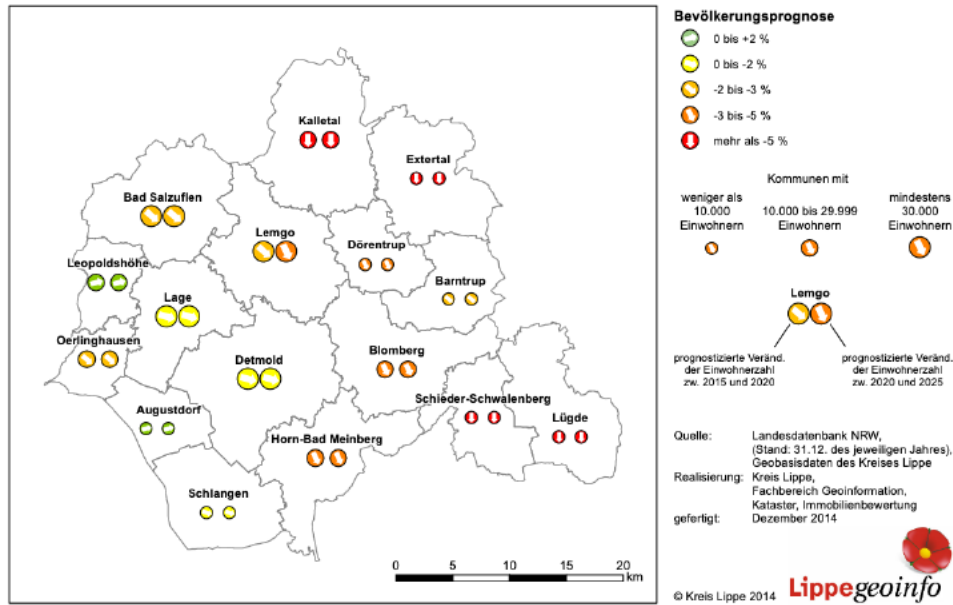 Kalletal
Extertal
Bad Salzuflen
Lemgo
Dörentrup
Leopoldshöhe
Barntrup
Lage
Oerlinghausen
Detmold
Blomberg
Schieder-Schwalenberg
Augustdorf
Lügde
Horn-Bad Meinberg
Schlangen
0 5 10 15 20
km
Bevölkerungsprognose
0 bis +2 %
0 bis -2 %
-2 bis -3 %
-3 bis -5 %
mehr als -5 %
Kommunen mit
weniger als
10.000
Einwohnern
10.000 bis 29.999
Einwohnern
mindestens
30.000
Einwohnern
Lemgo
prognostizierte Veränd.
der Einwohnerzahl
zw. 2015 und 2020
prognostizierte Veränd.
der Einwohnerzahl
zw. 2020 und 2025
Quelle: Landesdatenbank NRW,
(Stand: 31.12. des jeweiligen Jahres),
Geobasisdaten des Kreises Lippe
Realisierung: Kreis Lippe,
Fachbereich Geoinformation,
Kataster, Immobilienbewertung
gefertigt: Dezember 2014
© Kreis Lippe 2014
Lippegeoinfo